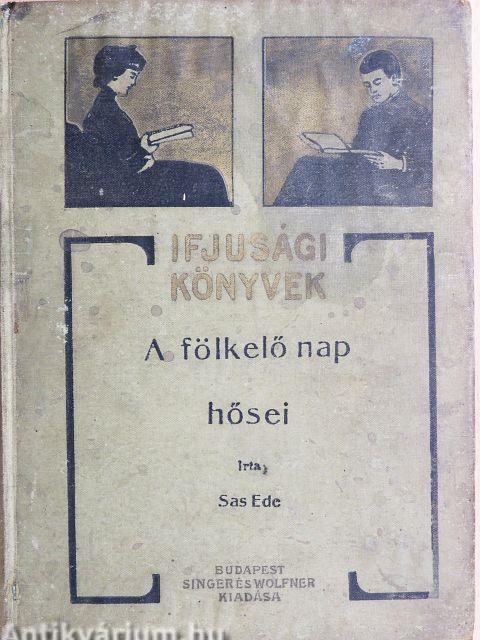 IFJUSÁGI
KÖNYVEK
A fölkelő nap
hősei
Irta
Sas Ede
BUDAPEST
SINGER ÉS WOLFNER
KIADÁSA
Antikvárium.hu